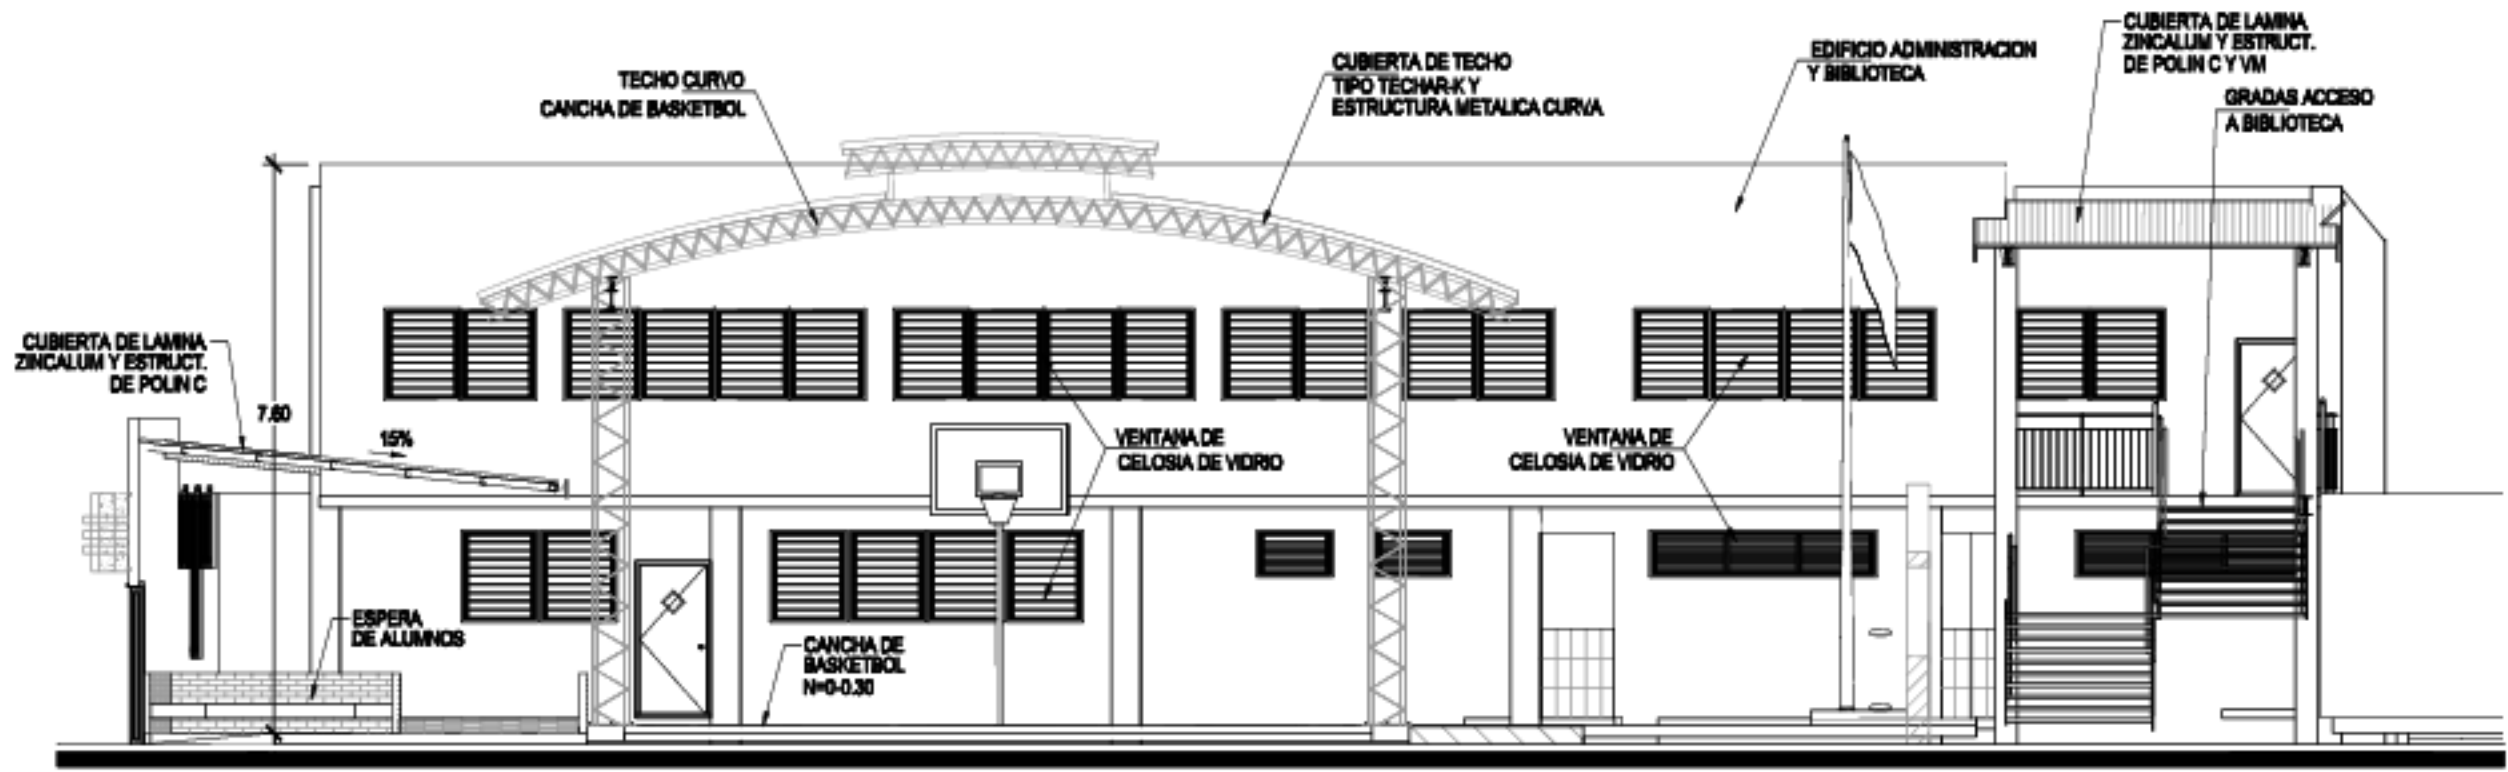 CUBIERTA DE LAMINA
ZINCALUM Y ESTRUCT.
DE POLIN C Y VM
EDIFICIO ADMINISTRACION
Y BIBLIOTECA
CUBIERTA DE TECHO
TIPO TECHAR-K Y
ESTRUCTURA METALICA CURVA
TECHO CURVO
CANCHA DE BASKETBOL
GRADAS ACCESO
A BIBLIOTECA
CUBIERTA DE LAMINA
ZINCALUM Y ESTRUCT.
DE POLIN C
7.60
15%
VENTANA DE
CELOSIA DE VIDRIO
VENTANA DE
CELOSIA DE VIDRIO
ESPERA
DE ALUMNOS
CANCHA DE
BASKETBOL
N=0-0.30